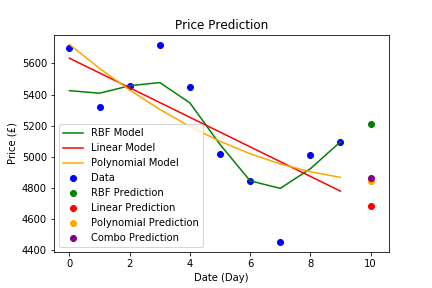 Price Prediction
Price (£)
5600
5400
5200
5000
4800
4600
4400
RBF Model
Linear Model
Polynomial Model
Data
RBF Prediction
Linear Prediction
Polynomial Prediction
Combo Prediction
0 2 4 6 8 10
Date (Day)